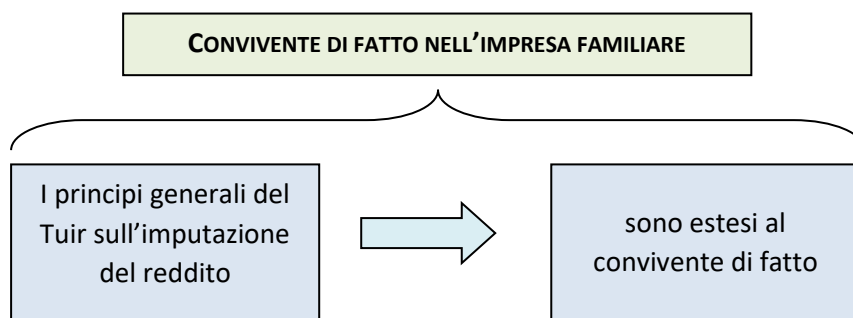 CONVIVENTE DI FATTO NELL’IMPRESA FAMILIARE
I principi generali del
Tuir sull’imputazione
del reddito
sono estesi al
convivente di fatto